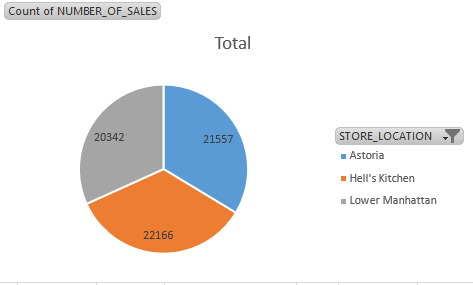 Count of NUMBER_OF_SALES
Total
20342
21557
22166
STORE_LOCATION
Astoria
Hell's Kitchen
Lower Manhattan